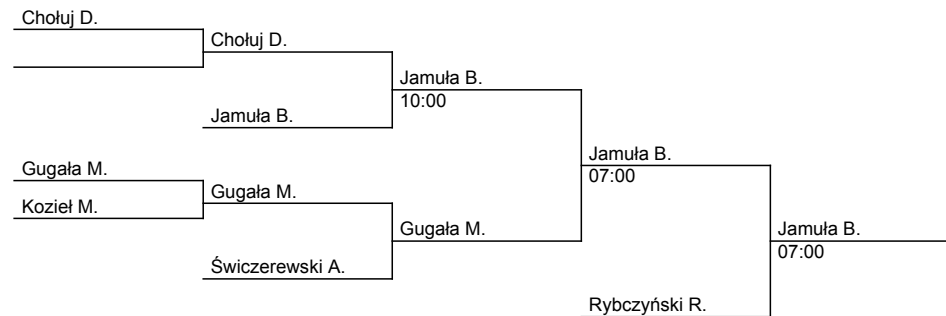 Chołuj D.
Chołuj D.
Jamuła B.
10:00
Jamuła B.
Jamuła B.
07:00
Gugała M.
Gugała M.
Kozieł M.
Gugała M.
Jamuła B.
07:00
Świczerewski A.
Rybczyński R.